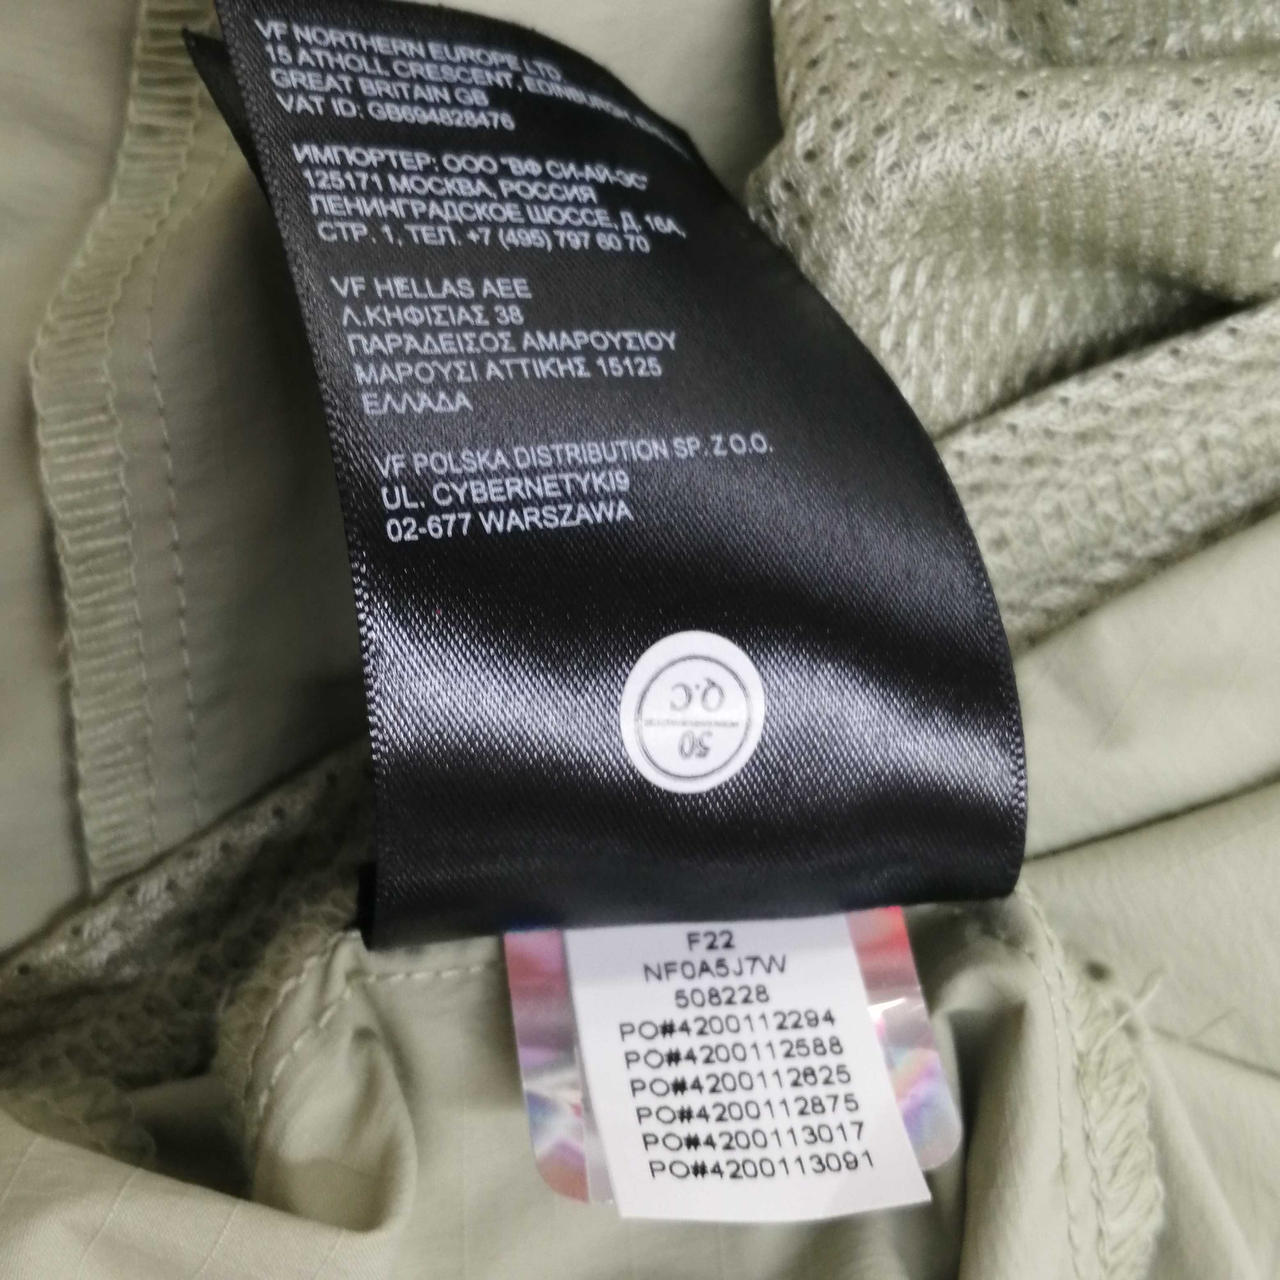 VF NORTHERN EUROPE LTD.
15 ATHOLL CRESCENT, EDINBURGH,
GREAT BRITAIN GB
VAT ID: GB694828476
ИМПОРТЕР: ООО "ВФ СИ-АЙ-ЭС"
125171 МОСКВА, РОССИЯ
ЛЕНИНГРАДСКОЕ ШОССЕ, Д. 16А,
СТР. 1, ТЕЛ. +7 (495) 797 60 70
VF HELLAS AEE
Λ.ΚΗΦΙΣΙΑΣ 38
ΠΑΡΑΔΕΙΣΟΣ ΑΜΑΡΟΥΣΙΟΥ
ΜΑΡΟΥΣΙ ΑΤΤΙΚΗΣ 15125
ΕΛΛΑΔΑ
VF POLSKA DISTRIBUTION SP. Z O.O.
UL. CYBERNETYKI9
02-677 WARSZAWA
Q.C
50
F22
NF0A5J7W
508228
PO#4200112294
PO#4200112588
PO#4200112825
PO#4200112875
PO#4200113017
PO#4200113091